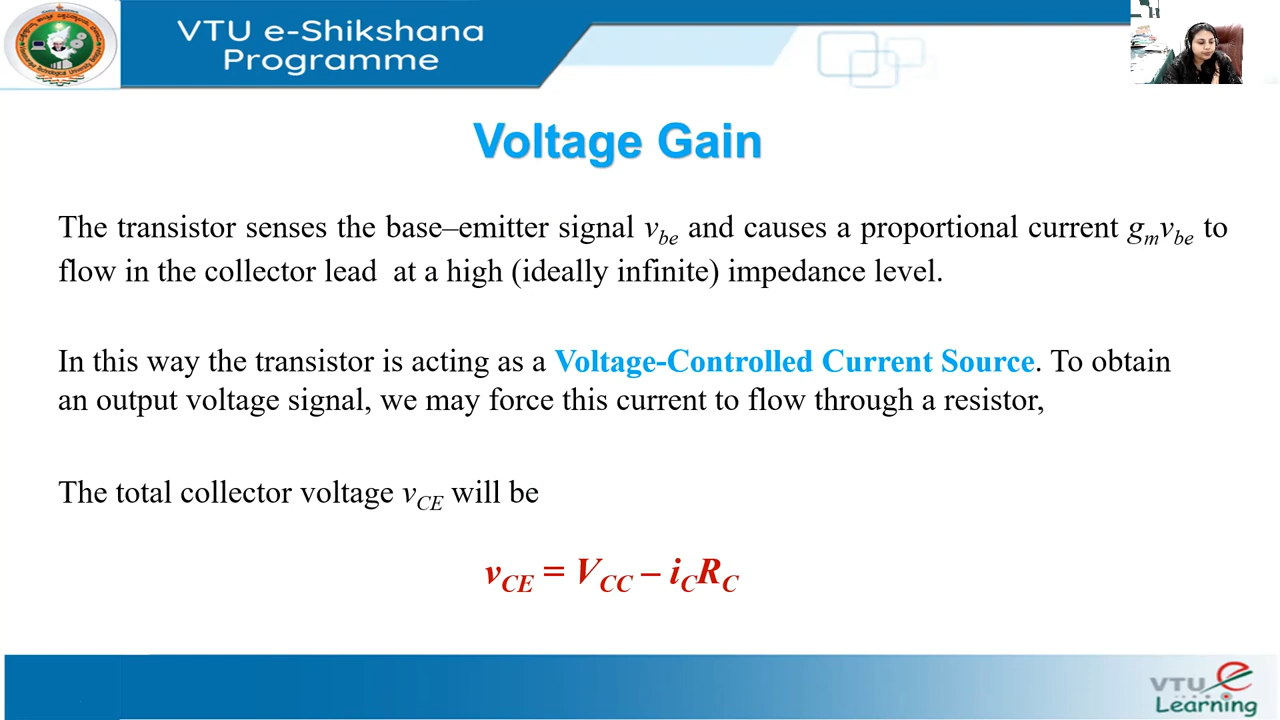 VTU e-Shikshana
Programme
Voltage Gain
The transistor senses the base–emitter signal vbe and causes a proportional current gmvbe to
flow in the collector lead at a high (ideally infinite) impedance level.
In this way the transistor is acting as a Voltage-Controlled Current Source. To obtain
an output voltage signal, we may force this current to flow through a resistor,
The total collector voltage vCE will be
vCE = VCC – iCRC
VTU e
Learning